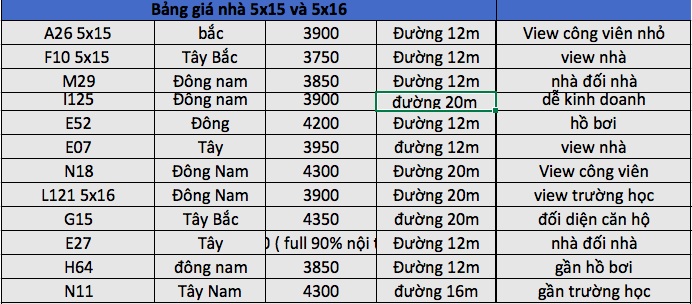 Bảng giá nhà 5x15 và 5x16
A26 5x15 bắc 3900 Đường 12m View công viên nhỏ
F10 5x15 Tây Bắc 3750 Đường 12m view nhà
M29 Đông nam 3850 Đường 12m nhà đối nhà
I125 Đông nam 3900 đường 20m dễ kinh doanh
E52 Đông 4200 Đường 12m hồ bơi
E07 Tây 3950 đường 12m view nhà
N18 Đông Nam 4300 Đường 20m View công viên
L121 5x16 Đông Nam 3900 Đường 20m view trường học
G15 Tây Bắc 4350 đường 20m đối diện căn hộ
E27 Tây ( full 90% nội Đường 12m nhà đối nhà
H64 đông nam 3850 Đường 12m gần hồ bơi
N11 Tây Nam 4300 đường 16m gần trường học